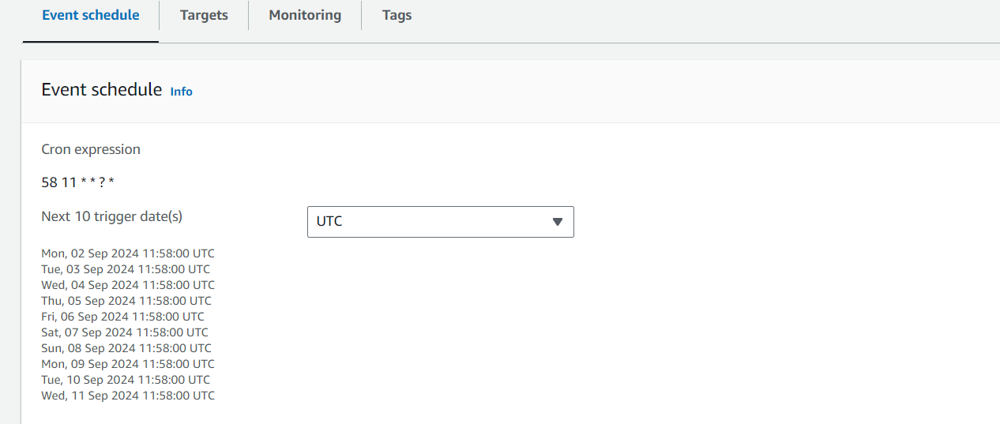 Event schedule Targets Monitoring Tags
Event schedule Info
Cron expression
58 11 * * ? *
Next 10 trigger date(s) UTC
Mon, 02 Sep 2024 11:58:00 UTC
Tue, 03 Sep 2024 11:58:00 UTC
Wed, 04 Sep 2024 11:58:00 UTC
Thu, 05 Sep 2024 11:58:00 UTC
Fri, 06 Sep 2024 11:58:00 UTC
Sat, 07 Sep 2024 11:58:00 UTC
Sun, 08 Sep 2024 11:58:00 UTC
Mon, 09 Sep 2024 11:58:00 UTC
Tue, 10 Sep 2024 11:58:00 UTC
Wed, 11 Sep 2024 11:58:00 UTC